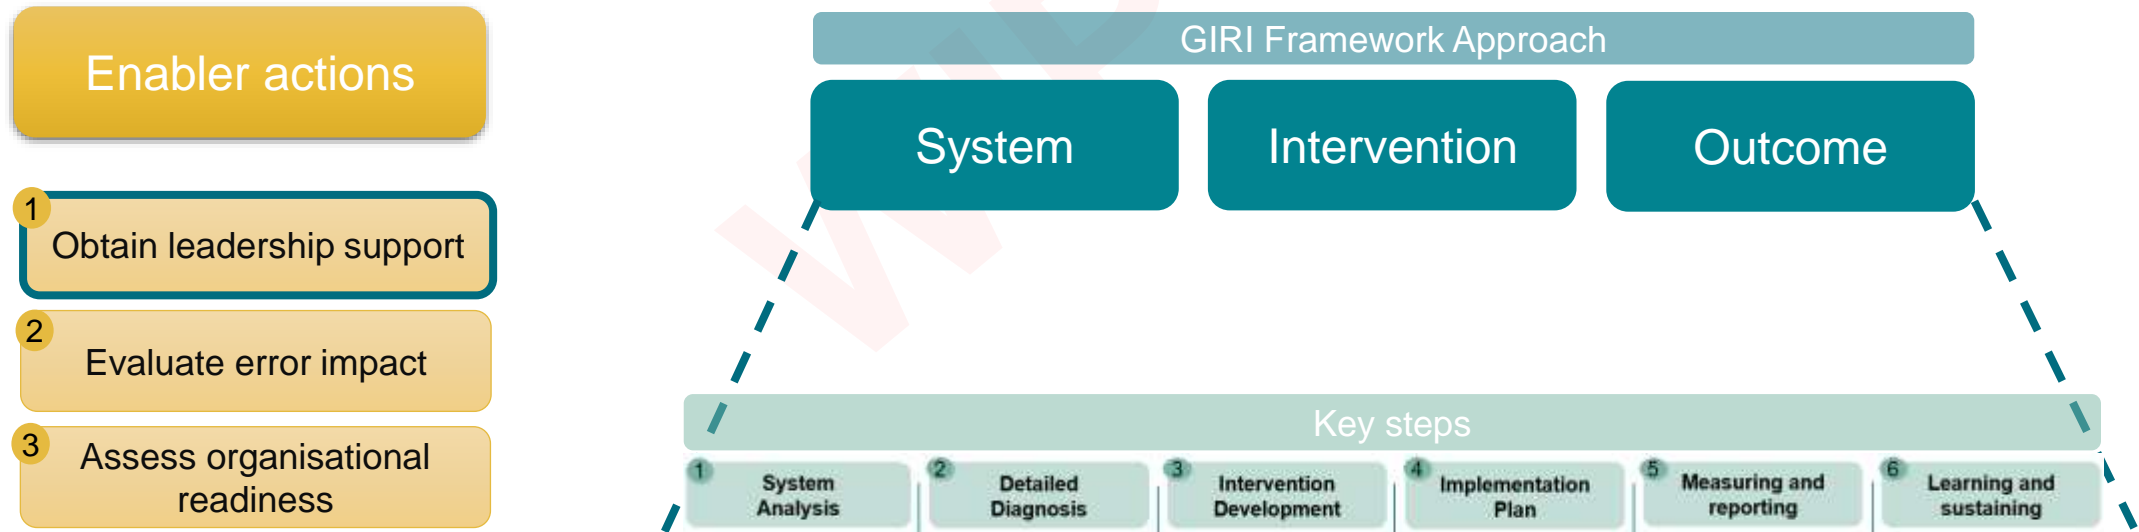 Enabler actions
1
Obtain leadership support
2
Evaluate error impact
3
Assess organisational
readiness
GIRI Framework Approach
System
Intervention
Outcome
Key steps
1
System
Analysis
2
Detailed
Diagnosis
3
Intervention
Development
4
Implementation
Plan
5
Measuring and
reporting
6
Learning and
sustaining